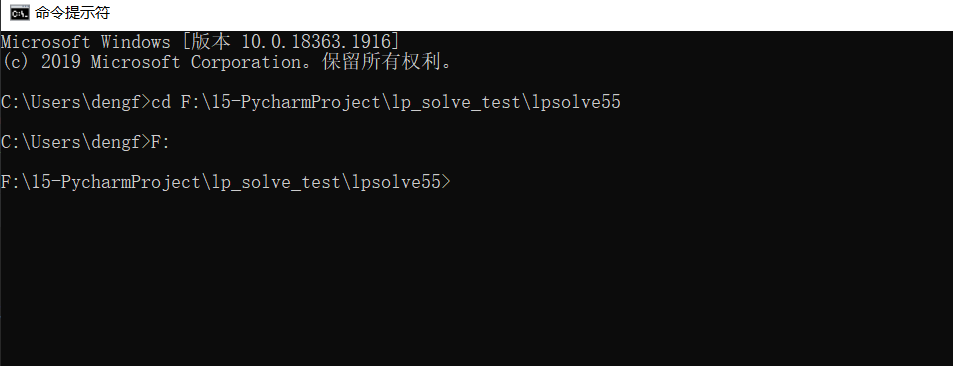 命令提示符
Microsoft Windows [版本 10.0.18363.1916]
(c) 2019 Microsoft Corporation。保留所有权利。
C:\Users\dengf>cd F:\15-PycharmProject\lp_solve_test\lpsolve55
C:\Users\dengf>F:
F:\15-PycharmProject\lp_solve_test\lpsolve55>